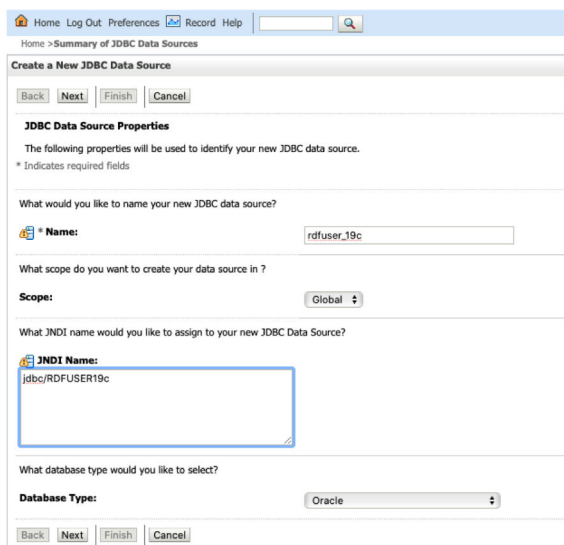 Home Log Out Preferences Record Help
Home >Summary of JDBC Data Sources
Create a New JDBC Data Source
Back Next Finish Cancel
JDBC Data Source Properties
The following properties will be used to identify your new JDBC data source.
* Indicates required fields
What would you like to name your new JDBC data source?
* Name: rdfuser_19c
What scope do you want to create your data source in ?
Scope: Global
What JNDI name would you like to assign to your new JDBC Data Source?
JNDI Name:
jdbc/RDFUSER19c
What database type would you like to select?
Database Type: Oracle
Back Next Finish Cancel